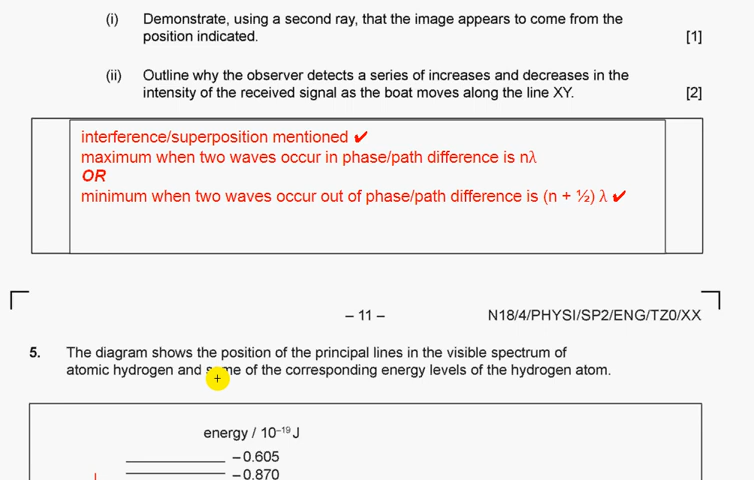 (i) Demonstrate, using a second ray, that the image appears to come from the
position indicated. [1]
(ii) Outline why the observer detects a series of increases and decreases in the
intensity of the received signal as the boat moves along the line XY. [2]
interference/superposition mentioned ✔
maximum when two waves occur in phase/path difference is nλ
OR
minimum when two waves occur out of phase/path difference is (n + ½) λ ✔
– 11 – N18/4/PHYSI/SP2/ENG/TZ0/XX
5. The diagram shows the position of the principal lines in the visible spectrum of
atomic hydrogen and some of the corresponding energy levels of the hydrogen atom.
energy / 10⁻¹⁹ J
–0.605
–0.870